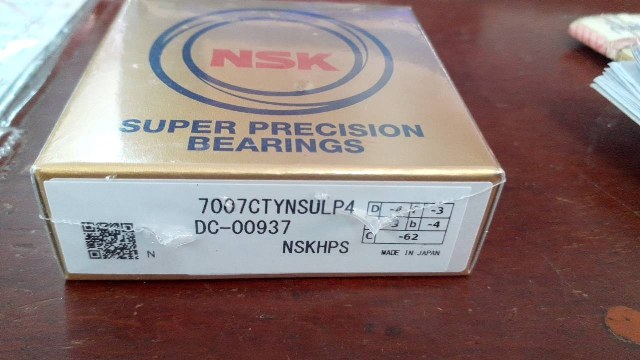 NSK
SUPER PRECISION
BEARINGS
7007CTYNSULP4
DC-00937
NSKHPS
N
D
-3
b -4
C -62
MADE IN JAPAN